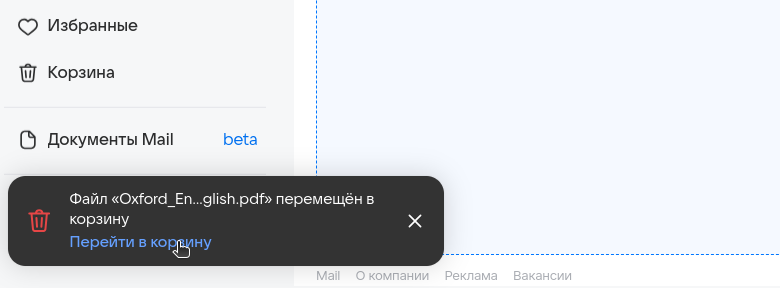 Избранные
Корзина
Документы Mail beta
Файл «Oxford_En...glish.pdf» перемещён в
корзину
Перейти в корзину
Mail О компании Реклама Вакансии